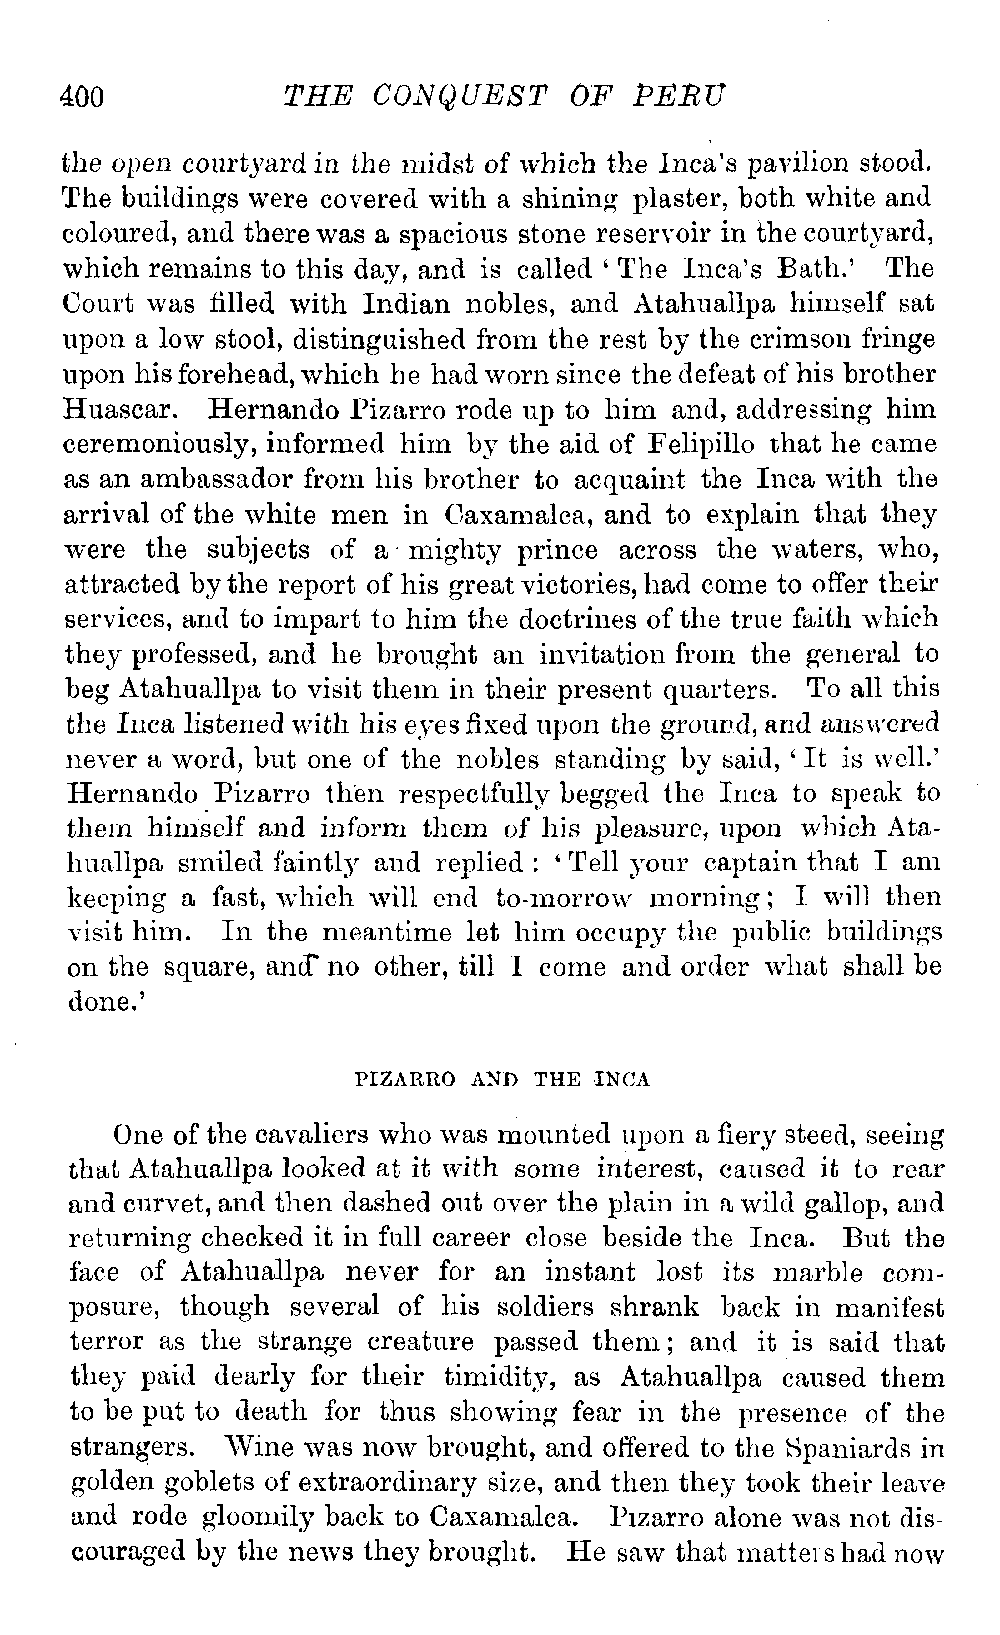 400 THE CONQUEST OF PERU
the open courtyard in the midst of which the Inca's pavilion stood.
The buildings were covered with a shining plaster, both white and
coloured, and there was a spacious stone reservoir in the courtyard,
which remains to this day, and is called ‘ The Inca's Bath.’ The
Court was filled with Indian nobles, and Atahuallpa himself sat
upon a low stool, distinguished from the rest by the crimson fringe
upon his forehead, which he had worn since the defeat of his brother
Huascar. Hernando Pizarro rode up to him and, addressing him
ceremoniously, informed him by the aid of Felipillo that he came
as an ambassador from his brother to acquaint the Inca with the
arrival of the white men in Caxamalca, and to explain that they
were the subjects of a mighty prince across the waters, who,
attracted by the report of his great victories, had come to offer their
services, and to impart to him the doctrines of the true faith which
they professed, and he brought an invitation from the general to
beg Atahuallpa to visit them in their present quarters. To all this
the Inca listened with his eyes fixed upon the ground, and answered
never a word, but one of the nobles standing by said, ‘ It is well.’
Hernando Pizarro then respectfully begged the Inca to speak to
them himself and inform them of his pleasure, upon which Ata-
huallpa smiled faintly and replied : ‘ Tell your captain that I am
keeping a fast, which will end to-morrow morning ; I will then
visit him. In the meantime let him occupy the public buildings
on the square, and no other, till I come and order what shall be
done.’
PIZARRO AND THE INCA
One of the cavaliers who was mounted upon a fiery steed, seeing
that Atahuallpa looked at it with some interest, caused it to rear
and curvet, and then dashed out over the plain in a wild gallop, and
returning checked it in full career close beside the Inca. But the
face of Atahuallpa never for an instant lost its marble com-
posure, though several of his soldiers shrank back in manifest
terror as the strange creature passed them ; and it is said that
they paid dearly for their timidity, as Atahuallpa caused them
to be put to death for thus showing fear in the presence of the
strangers. Wine was now brought, and offered to the Spaniards in
golden goblets of extraordinary size, and then they took their leave
and rode gloomily back to Caxamalca. Pizarro alone was not dis-
couraged by the news they brought. He saw that matters had now